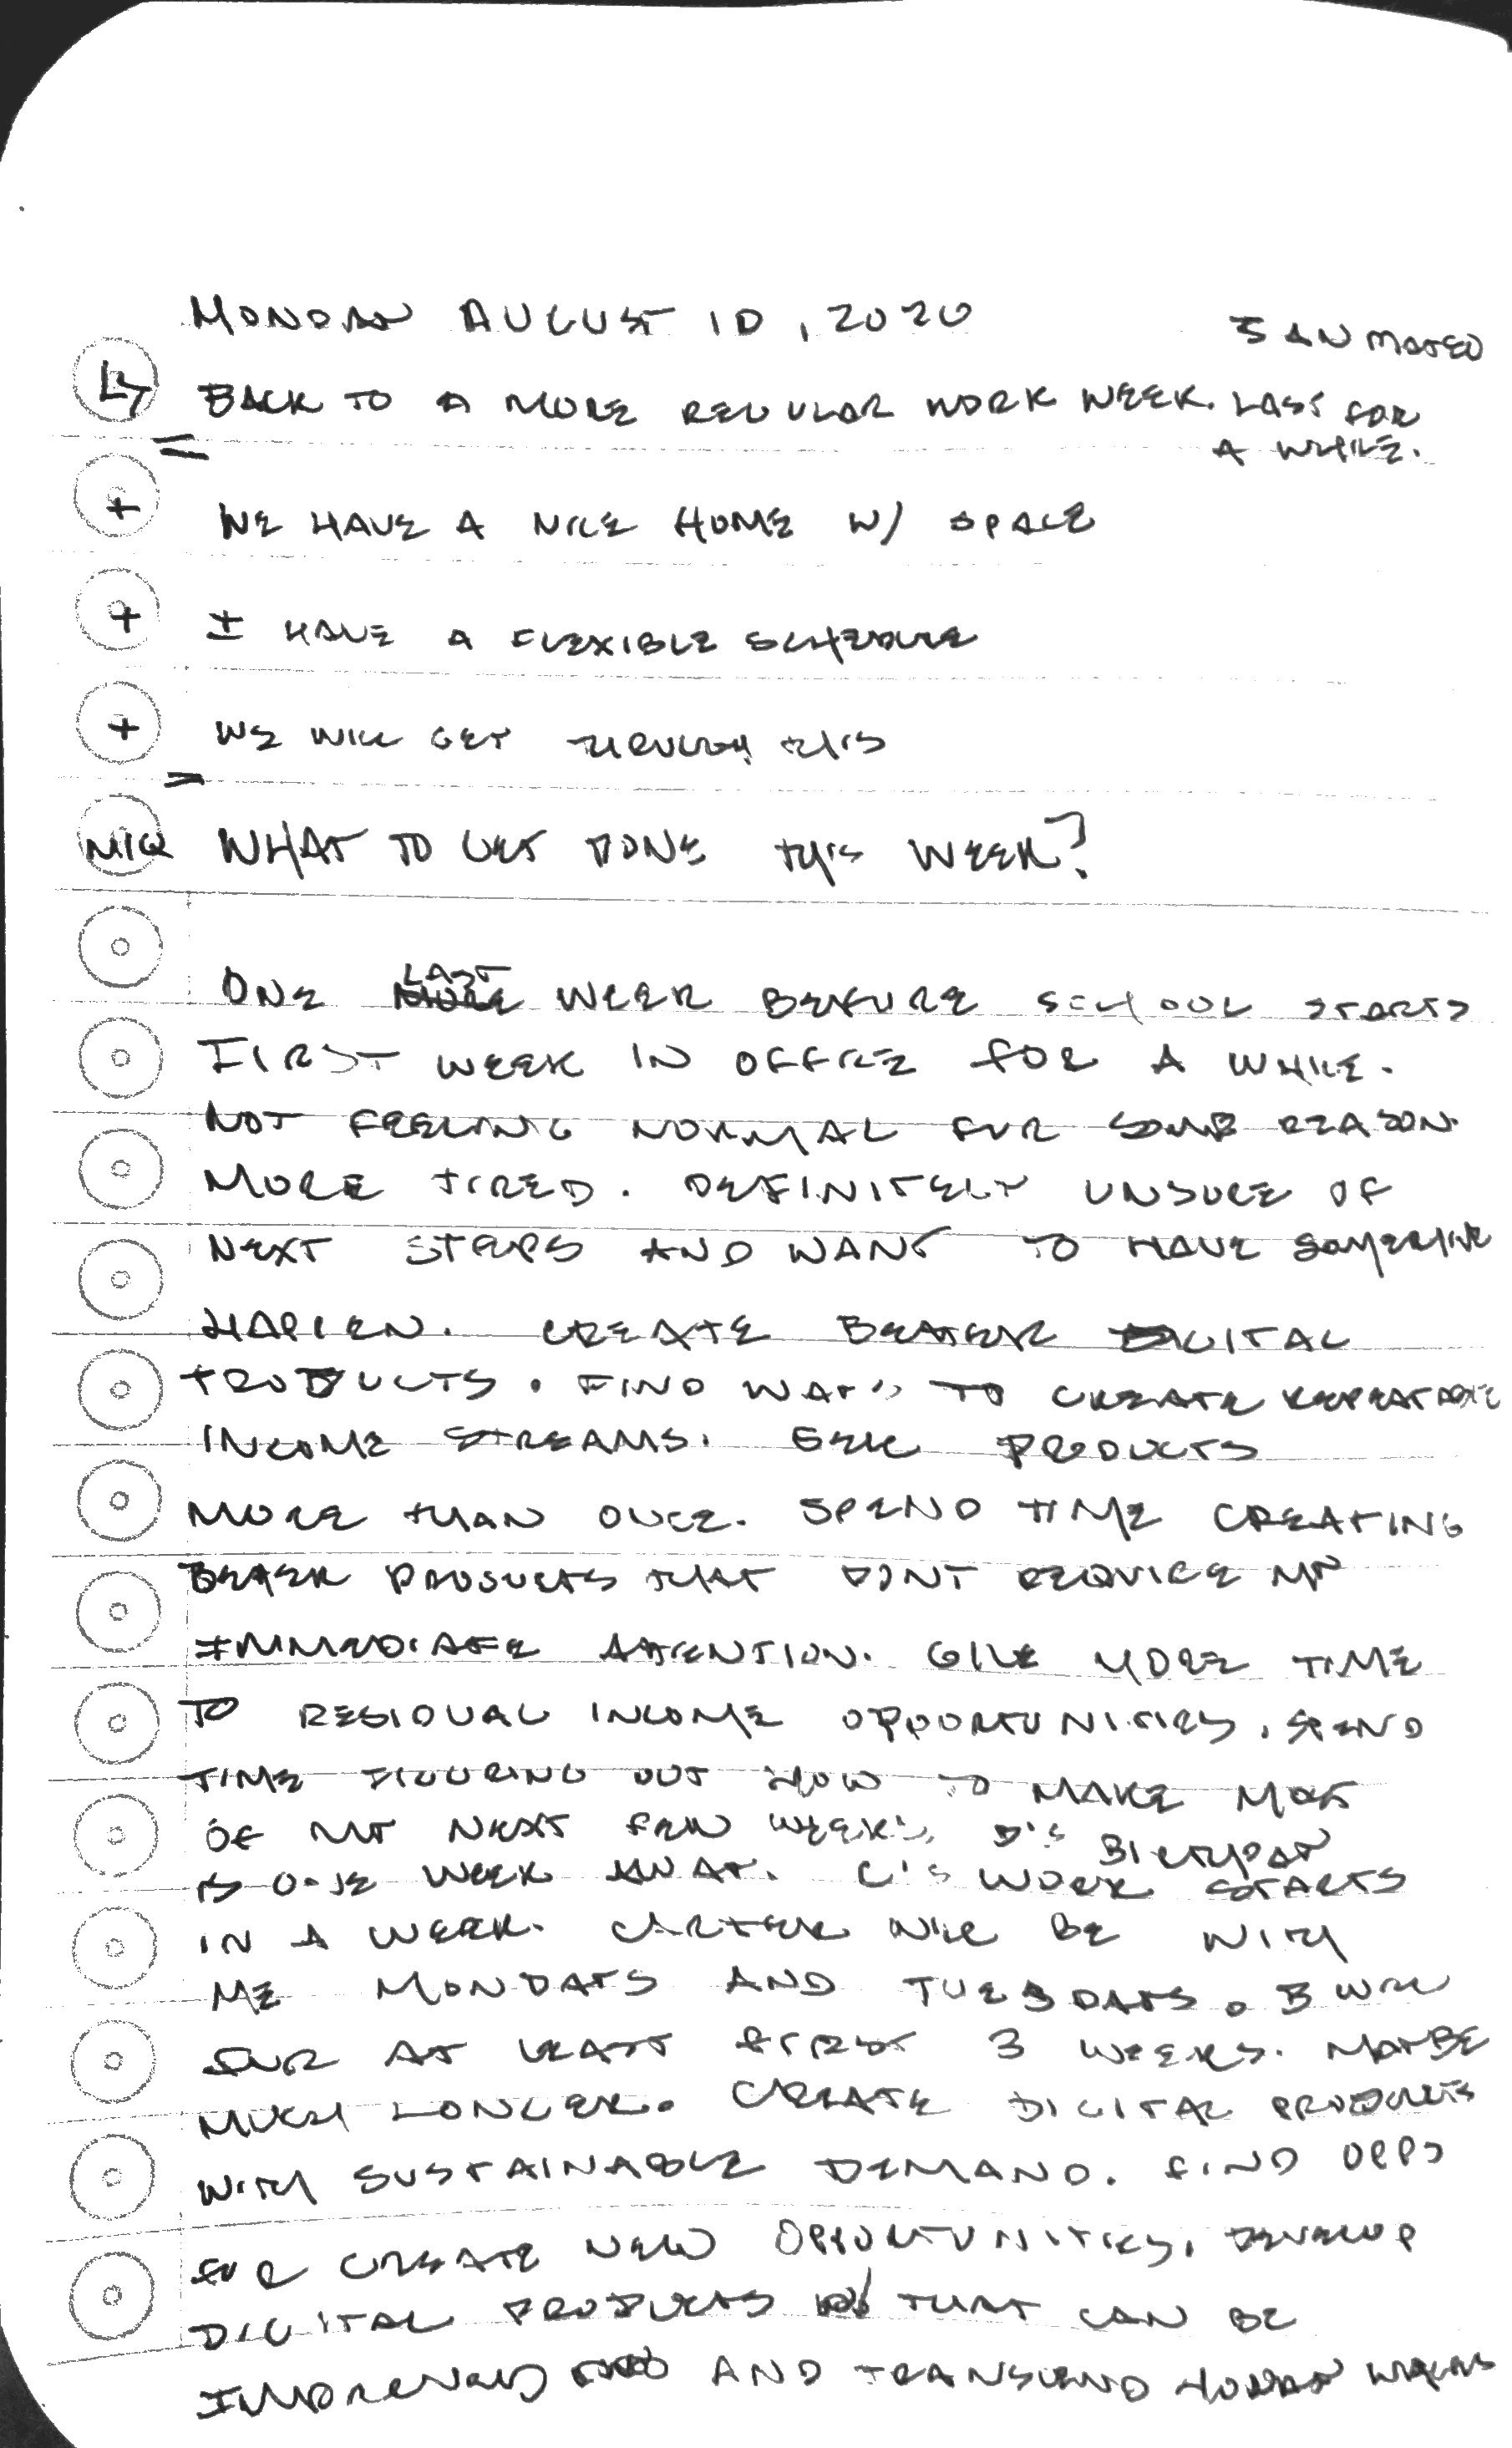 MONDAY AUGUST 10, 2020
SAN MATEO
BACK TO A MORE REGULAR WORK WEEK. LAST FOR
A WHILE.
+ WE HAVE A NICE HOME W/ SPACE
+ I HAVE A FLEXIBLE SCHEDULE
+ WE WILL GET THROUGH THIS
MIQ WHAT TO GET DONE THIS WEEK?
LAST
ONE MORE WEEK BEFORE SCHOOL STARTS
FIRST WEEK IN OFFICE FOR A WHILE.
NOT FEELING NORMAL FOR SOME REASON.
MORE TIRED. DEFINITELY UNSURE OF
NEXT STEPS AND WANT TO HAVE SOMETHING
HAPPEN. CREATE BETTER DIGITAL
PRODUCTS. FIND WAYS TO CREATE REPEATABLE
INCOME STREAMS. SELL PRODUCTS
MORE THAN ONCE. SPEND TIME CREATING
BETTER PRODUCTS THAT DONT REQUIRE MY
IMMEDIATE ATTENTION. GIVE MORE TIME
TO RESIDUAL INCOME OPPORTUNITIES. SPEND
TIME FIGURING OUT HOW TO MAKE MOST
OF MY NEXT FEW WEEKS. D'S BIRTHDAY
IS ONE WEEK AWAY. C'S WORK STARTS
IN A WEEK. CARTER WILL BE WITH
ME MONDAYS AND TUESDAYS. B WILL
FOR AT LEAST FIRST 3 WEEKS. MAYBE
MUCH LONGER. CREATE DIGITAL PRODUCTS
WITH SUSTAINABLE DEMAND. FIND OPPS
FOR CREATE NEW OPPORTUNITIES. DEVELOP
DIGITAL PRODUCTS THAT CAN BE
IMPROVED AND TRANSCEND